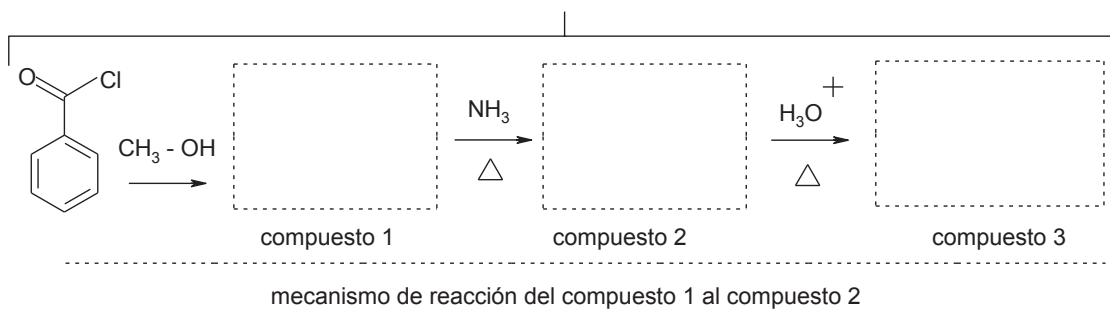 O Cl
CH3 - OH
NH3
△
H3O+
△
compuesto 1
compuesto 2
compuesto 3
mecanismo de reacción del compuesto 1 al compuesto 2